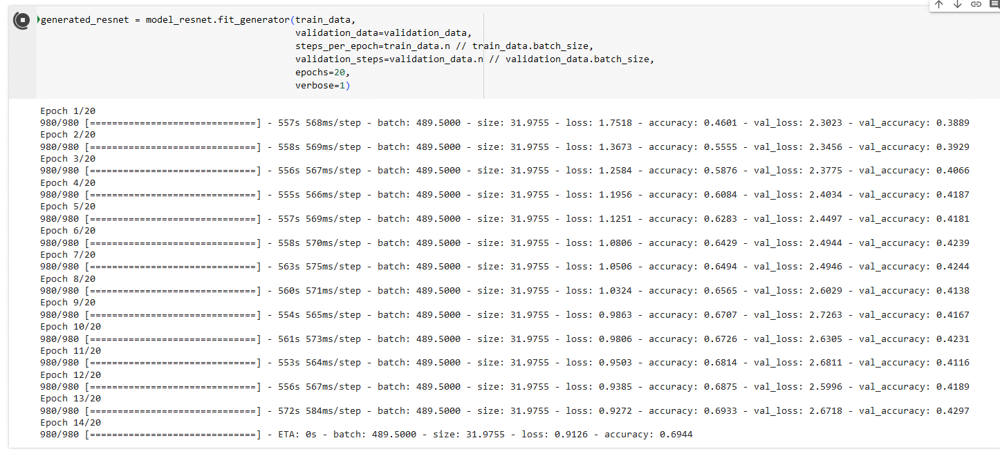 generated_resnet = model_resnet.fit_generator(train_data,
validation_data=validation_data,
steps_per_epoch=train_data.n // train_data.batch_size,
validation_steps=validation_data.n // validation_data.batch_size,
epochs=20,
verbose=1)
Epoch 1/20
980/980 [==============================] - 557s 568ms/step - batch: 489.5000 - size: 31.9755 - loss: 1.7518 - accuracy: 0.4601 - val_loss: 2.3023 - val_accuracy: 0.3889
Epoch 2/20
980/980 [==============================] - 558s 569ms/step - batch: 489.5000 - size: 31.9755 - loss: 1.3673 - accuracy: 0.5555 - val_loss: 2.3456 - val_accuracy: 0.3929
Epoch 3/20
980/980 [==============================] - 556s 567ms/step - batch: 489.5000 - size: 31.9755 - loss: 1.2584 - accuracy: 0.5876 - val_loss: 2.3775 - val_accuracy: 0.4066
Epoch 4/20
980/980 [==============================] - 555s 566ms/step - batch: 489.5000 - size: 31.9755 - loss: 1.1956 - accuracy: 0.6084 - val_loss: 2.4034 - val_accuracy: 0.4187
Epoch 5/20
980/980 [==============================] - 557s 569ms/step - batch: 489.5000 - size: 31.9755 - loss: 1.1251 - accuracy: 0.6283 - val_loss: 2.4497 - val_accuracy: 0.4181
Epoch 6/20
980/980 [==============================] - 558s 570ms/step - batch: 489.5000 - size: 31.9755 - loss: 1.0806 - accuracy: 0.6429 - val_loss: 2.4944 - val_accuracy: 0.4239
Epoch 7/20
980/980 [==============================] - 563s 575ms/step - batch: 489.5000 - size: 31.9755 - loss: 1.0506 - accuracy: 0.6494 - val_loss: 2.4946 - val_accuracy: 0.4244
Epoch 8/20
980/980 [==============================] - 560s 571ms/step - batch: 489.5000 - size: 31.9755 - loss: 1.0324 - accuracy: 0.6565 - val_loss: 2.6029 - val_accuracy: 0.4138
Epoch 9/20
980/980 [==============================] - 554s 565ms/step - batch: 489.5000 - size: 31.9755 - loss: 0.9863 - accuracy: 0.6707 - val_loss: 2.7263 - val_accuracy: 0.4167
Epoch 10/20
980/980 [==============================] - 561s 573ms/step - batch: 489.5000 - size: 31.9755 - loss: 0.9806 - accuracy: 0.6726 - val_loss: 2.6305 - val_accuracy: 0.4231
Epoch 11/20
980/980 [==============================] - 553s 564ms/step - batch: 489.5000 - size: 31.9755 - loss: 0.9503 - accuracy: 0.6814 - val_loss: 2.6811 - val_accuracy: 0.4116
Epoch 12/20
980/980 [==============================] - 556s 567ms/step - batch: 489.5000 - size: 31.9755 - loss: 0.9385 - accuracy: 0.6875 - val_loss: 2.5996 - val_accuracy: 0.4189
Epoch 13/20
980/980 [==============================] - 572s 584ms/step - batch: 489.5000 - size: 31.9755 - loss: 0.9272 - accuracy: 0.6933 - val_loss: 2.6718 - val_accuracy: 0.4297
Epoch 14/20
980/980 [==============================] - ETA: 0s - batch: 489.5000 - size: 31.9755 - loss: 0.9126 - accuracy: 0.6944